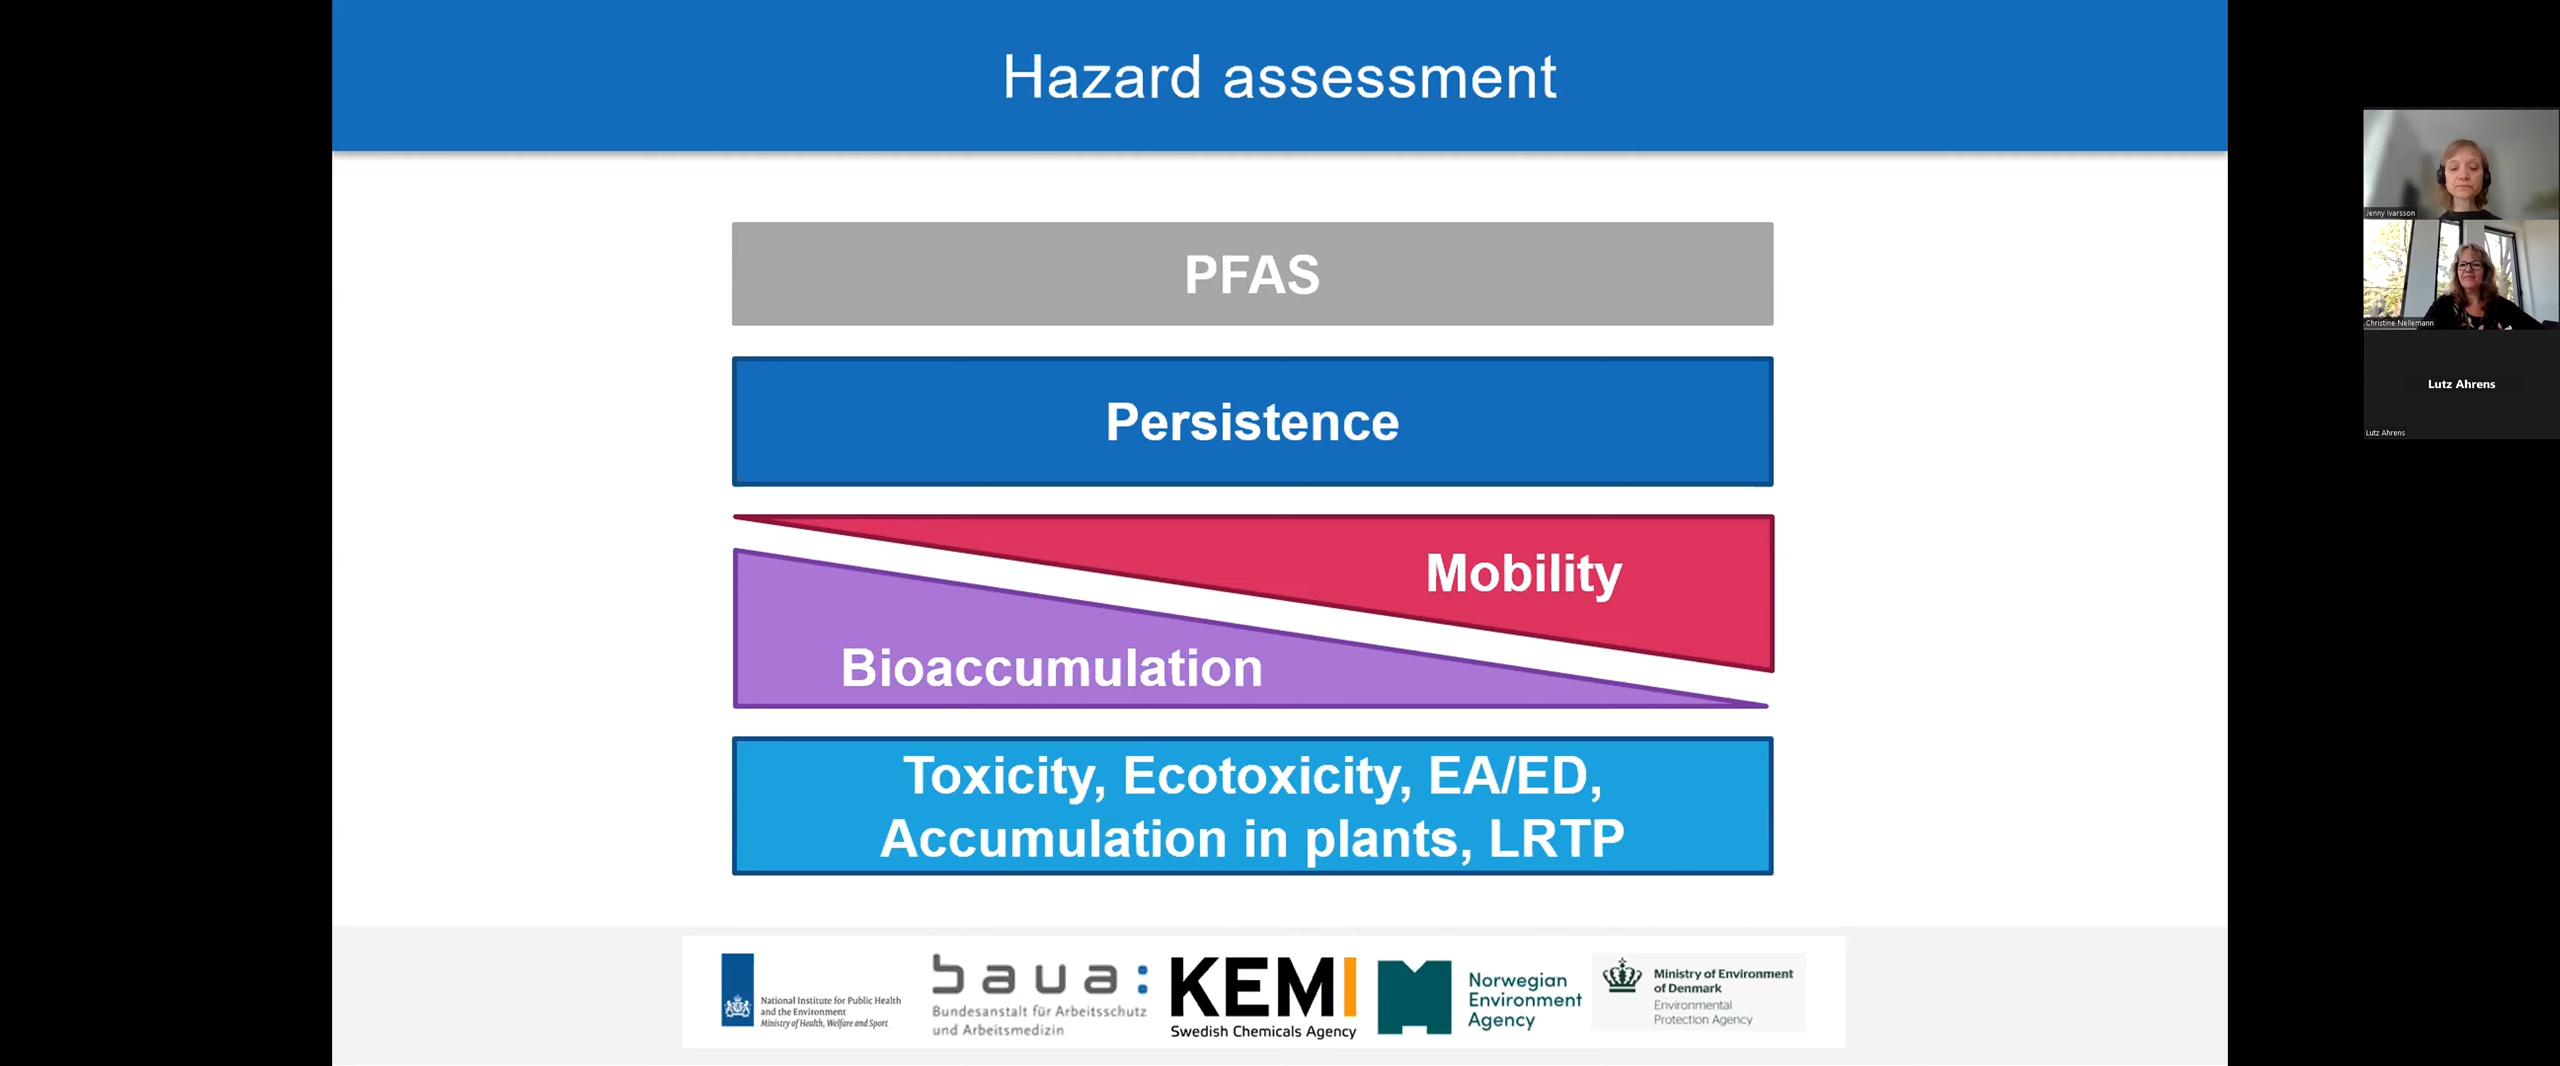 Hazard assessment
PFAS
Persistence
Mobility
Bioaccumulation
Toxicity, Ecotoxicity, EA/ED,
Accumulation in plants, LRTP
National Institute for Public Health
and the Environment
Ministry of Health, Welfare and Sport
baua:
Bundesanstalt für Arbeitsschutz
und Arbeitsmedizin
KEMI
Swedish Chemicals Agency
Norwegian
Environment
Agency
Ministry of Environment
of Denmark
Environmental
Protection Agency
Jenny Ivarsson
Christine Nellemann
Lutz Ahrens
Lutz Ahrens